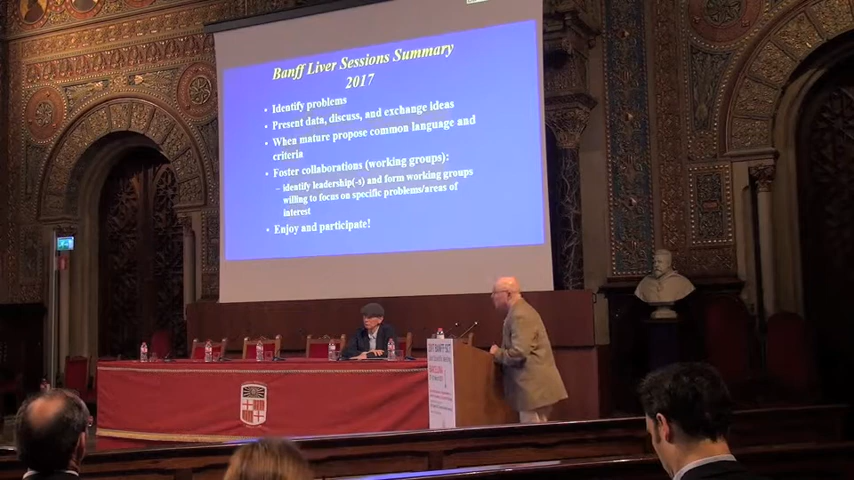 Banff Liver Sessions Summary
2017
• Identify problems
• Present data, discuss, and exchange ideas
• When mature propose common language and
criteria
• Foster collaborations (working groups):
– identify leadership(-s) and form working groups
willing to focus on specific problems/areas of
interest
• Enjoy and participate!
BARCELONA